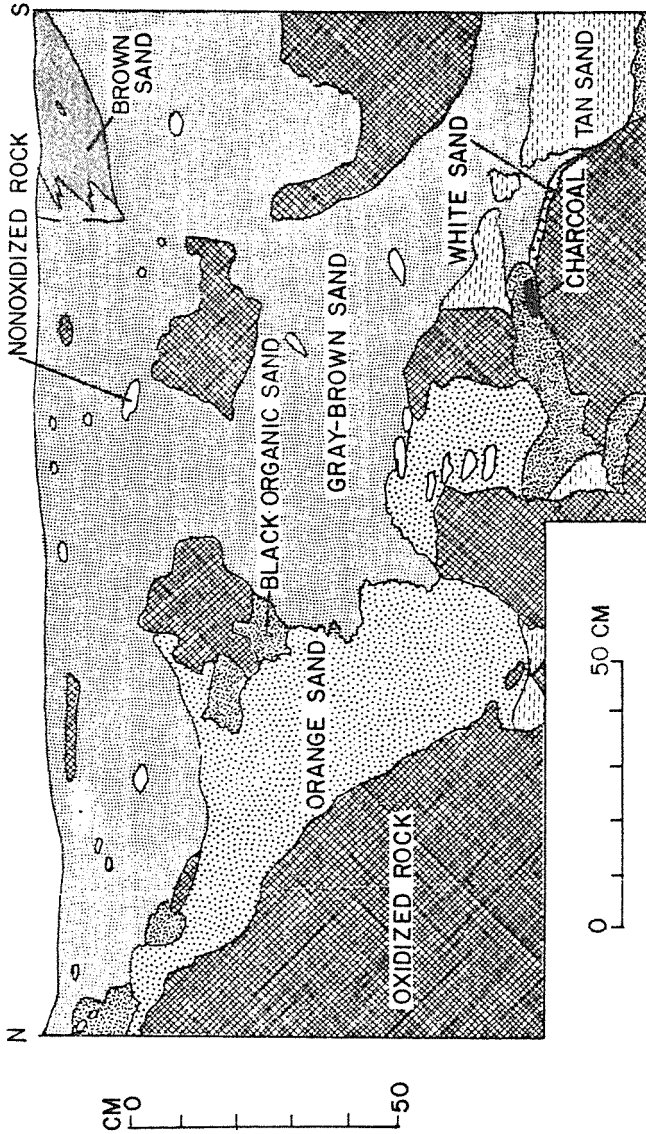 N
S
NONOXIDIZED ROCK
BROWN
SAND
BLACK ORGANIC SAND
GRAY-BROWN SAND
WHITE SAND
TAN SAND
CHARCOAL
ORANGE SAND
OXIDIZED ROCK
CM
0
50
0
50 CM